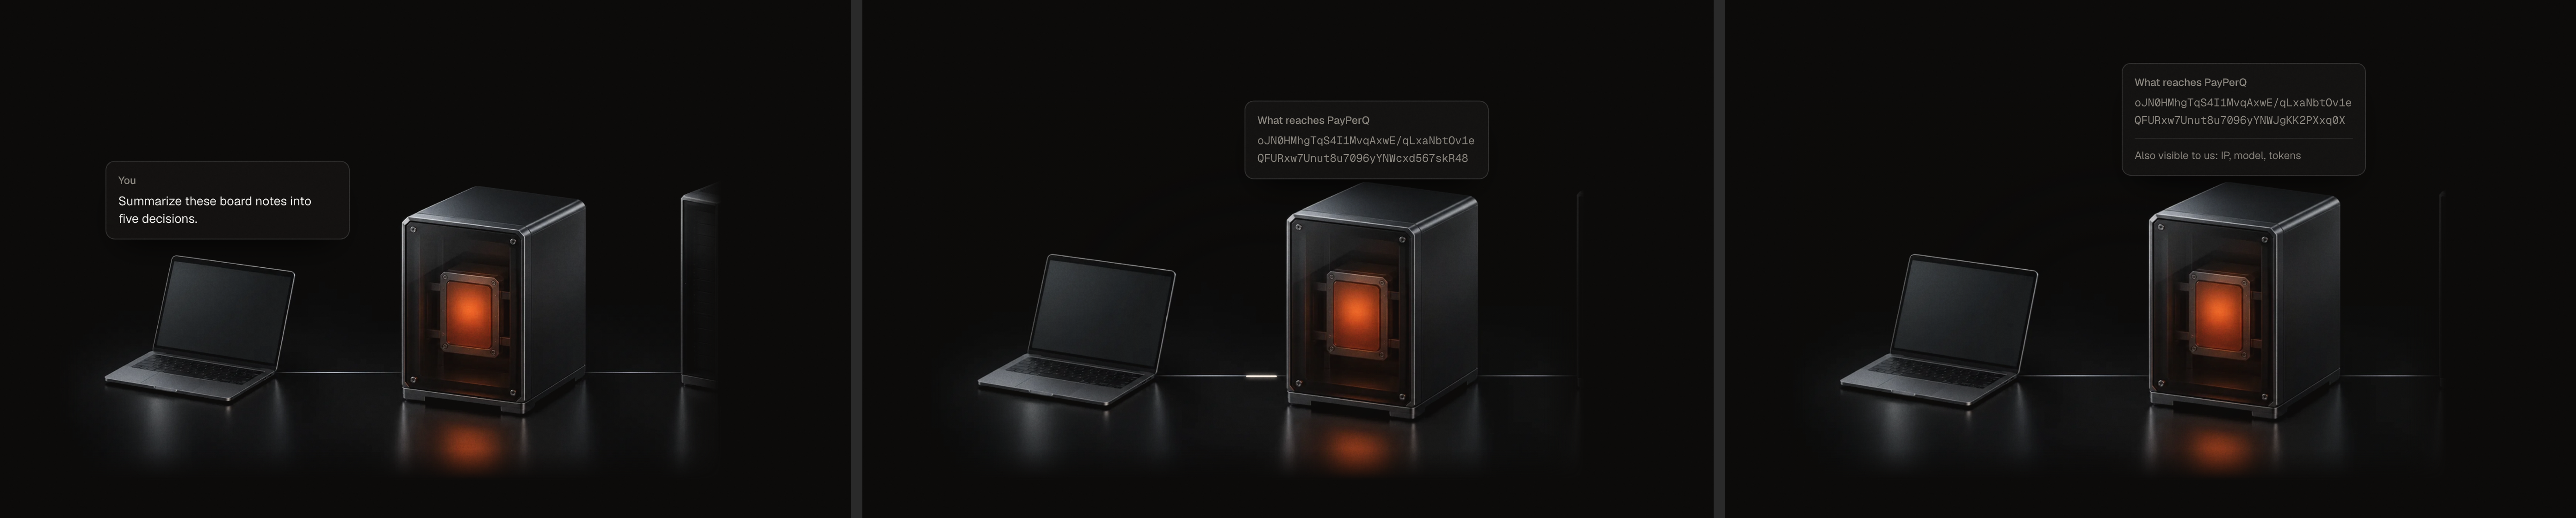 You
Summarize these board notes into
five decisions.
What reaches PayPerQ
oJN0HMhgTqS4I1MvqAxwE/qLxaNbtOv1e
QFURxw7Unut8u7096yYNWcxd567skR48
What reaches PayPerQ
oJN0HMhgTqS4I1MvqAxwE/qLxaNbtOv1e
QFURxw7Unut8u7096yYNWJgKK2PXxq0X
Also visible to us: IP, model, tokens